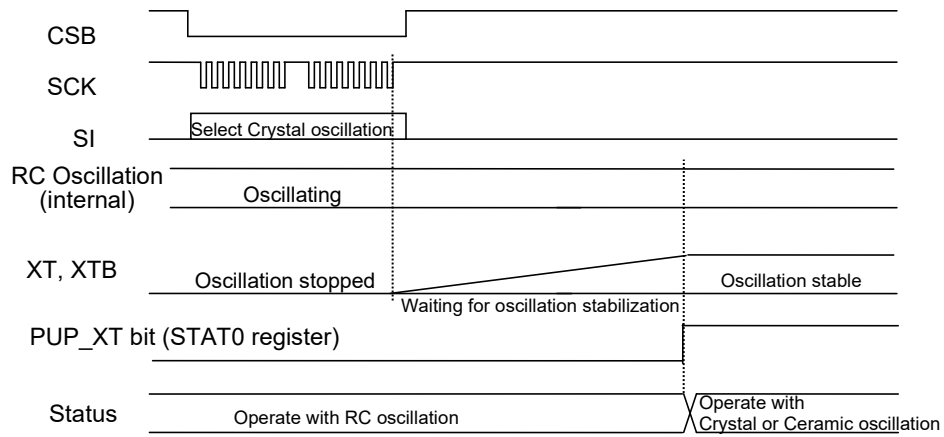 CSB
SCK
SI
Select Crystal oscillation
RC Oscillation
(internal)
Oscillating
XT, XTB
Oscillation stopped
Waiting for oscillation stabilization
Oscillation stable
PUP_XT bit (STAT0 register)
Status
Operate with RC oscillation
Operate with
Crystal or Ceramic oscillation